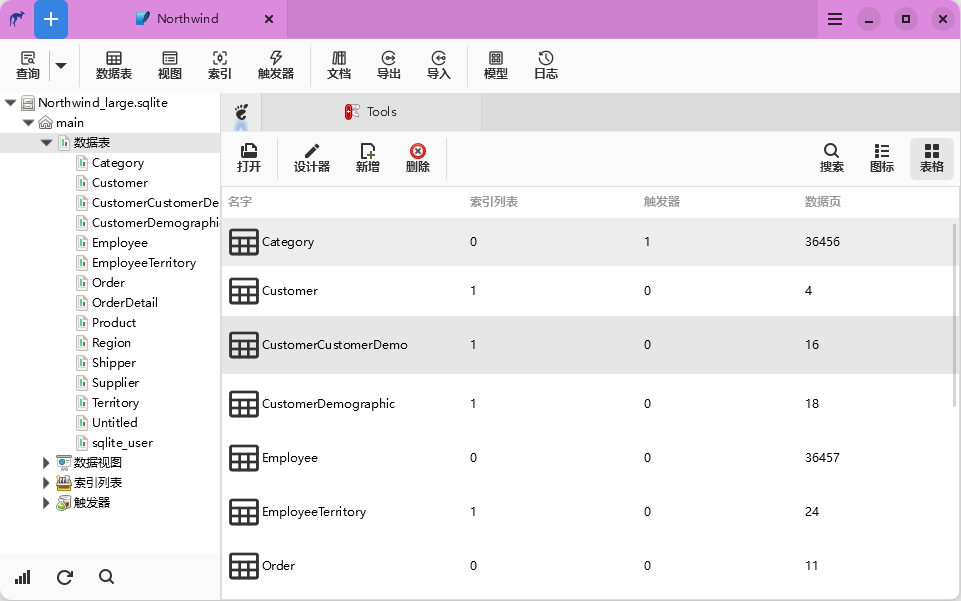 Northwind
查询
数据表
视图
索引
触发器
文档
导出
导入
模型
日志
Northwind_large.sqlite
main
数据表
Category
Customer
CustomerCustomerDe
CustomerDemographi
Employee
EmployeeTerritory
Order
OrderDetail
Product
Region
Shipper
Supplier
Territory
Untitled
sqlite_user
数据视图
索引列表
触发器
Tools
打开
设计器
新增
删除
搜索
图标
表格
名字 索引列表 触发器 数据页
Category 0 1 36456
Customer 1 0 4
CustomerCustomerDemo 1 0 16
CustomerDemographic 1 0 18
Employee 0 0 36457
EmployeeTerritory 1 0 24
Order 0 0 11